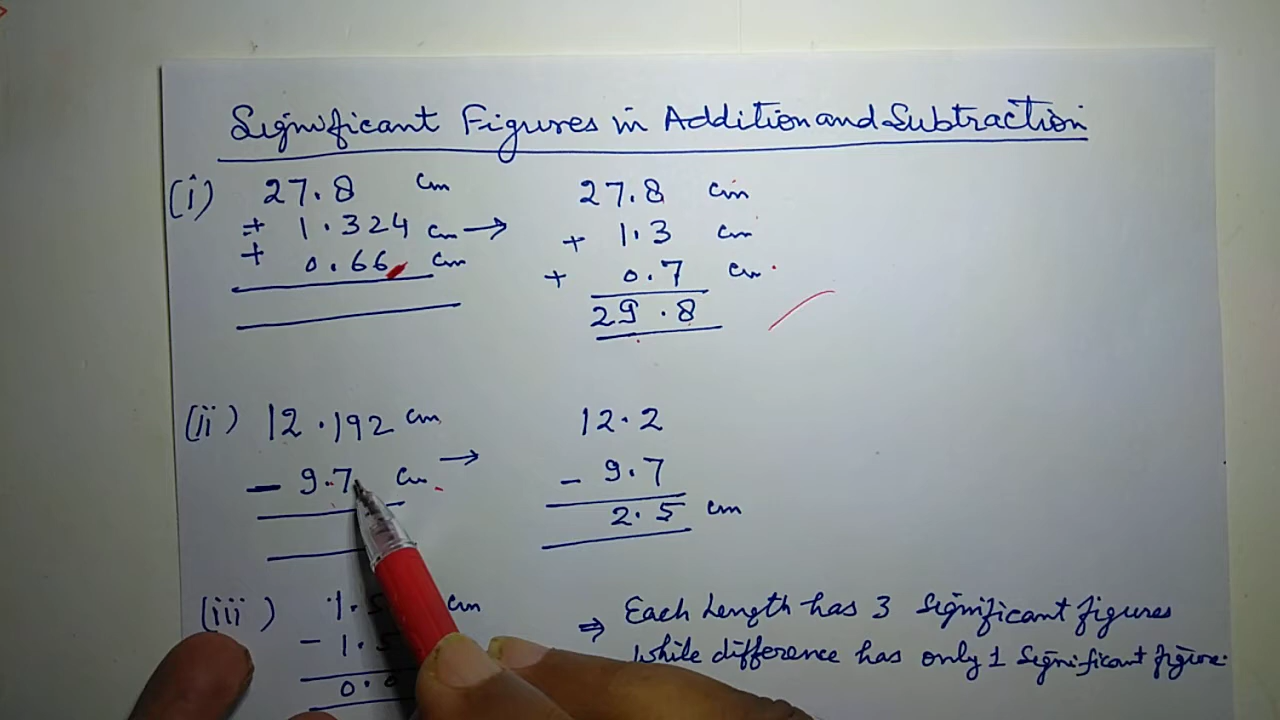 Significant Figures in Addition and Subtraction
(i) 27.8 cm 27.8 cm
+ 1.324 cm → + 1.3 cm
+ 0.66 cm + 0.7 cm
29.8
(ii) 12.192 cm 12.2
- 9.7 cm → - 9.7
2.5 cm
(iii) cm ⇒ Each Length has 3 Significant figures
While difference has only 1 Significant figure.